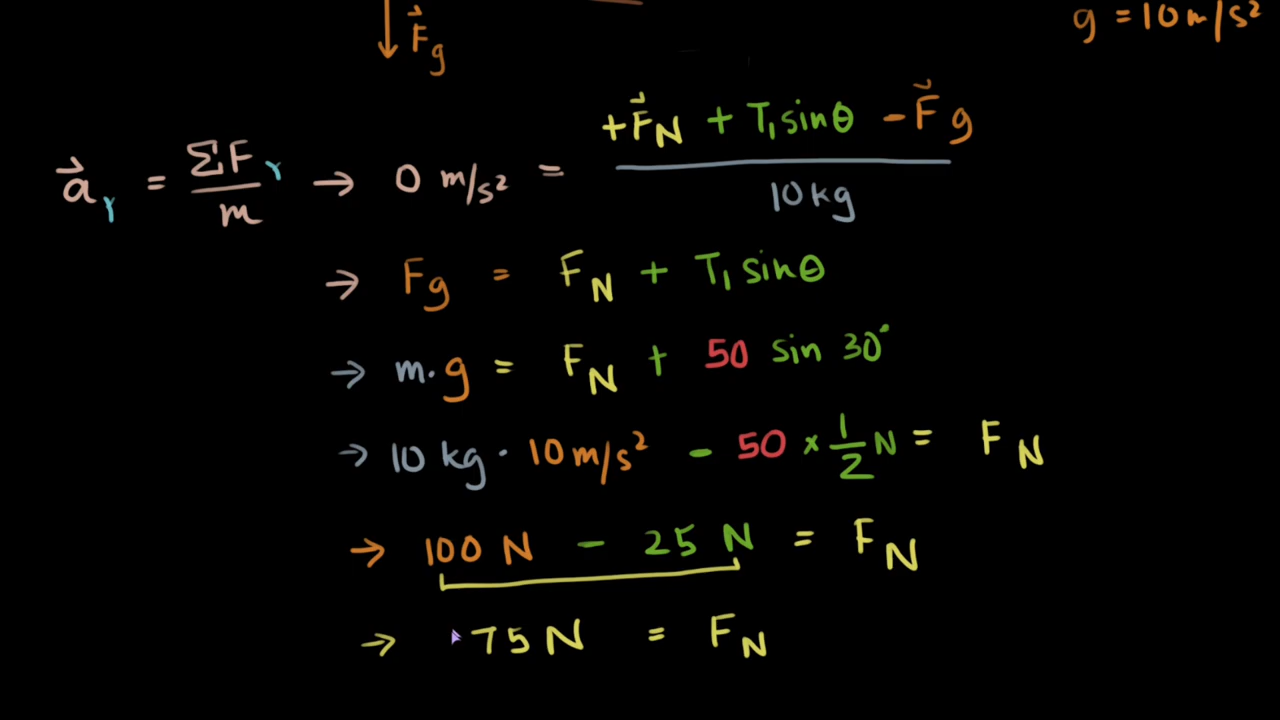 F⃗g
g = 10 m/s²
a⃗Y = ΣFY / m → 0 m/s² = (+F⃗N + T₁ sinθ − F⃗g) / 10 kg
→ Fg = FN + T₁ sinθ
→ m·g = FN + 50 sin 30°
→ 10 kg · 10 m/s² − 50 × 1/2 N = FN
→ 100 N − 25 N = FN
→ 75 N = FN